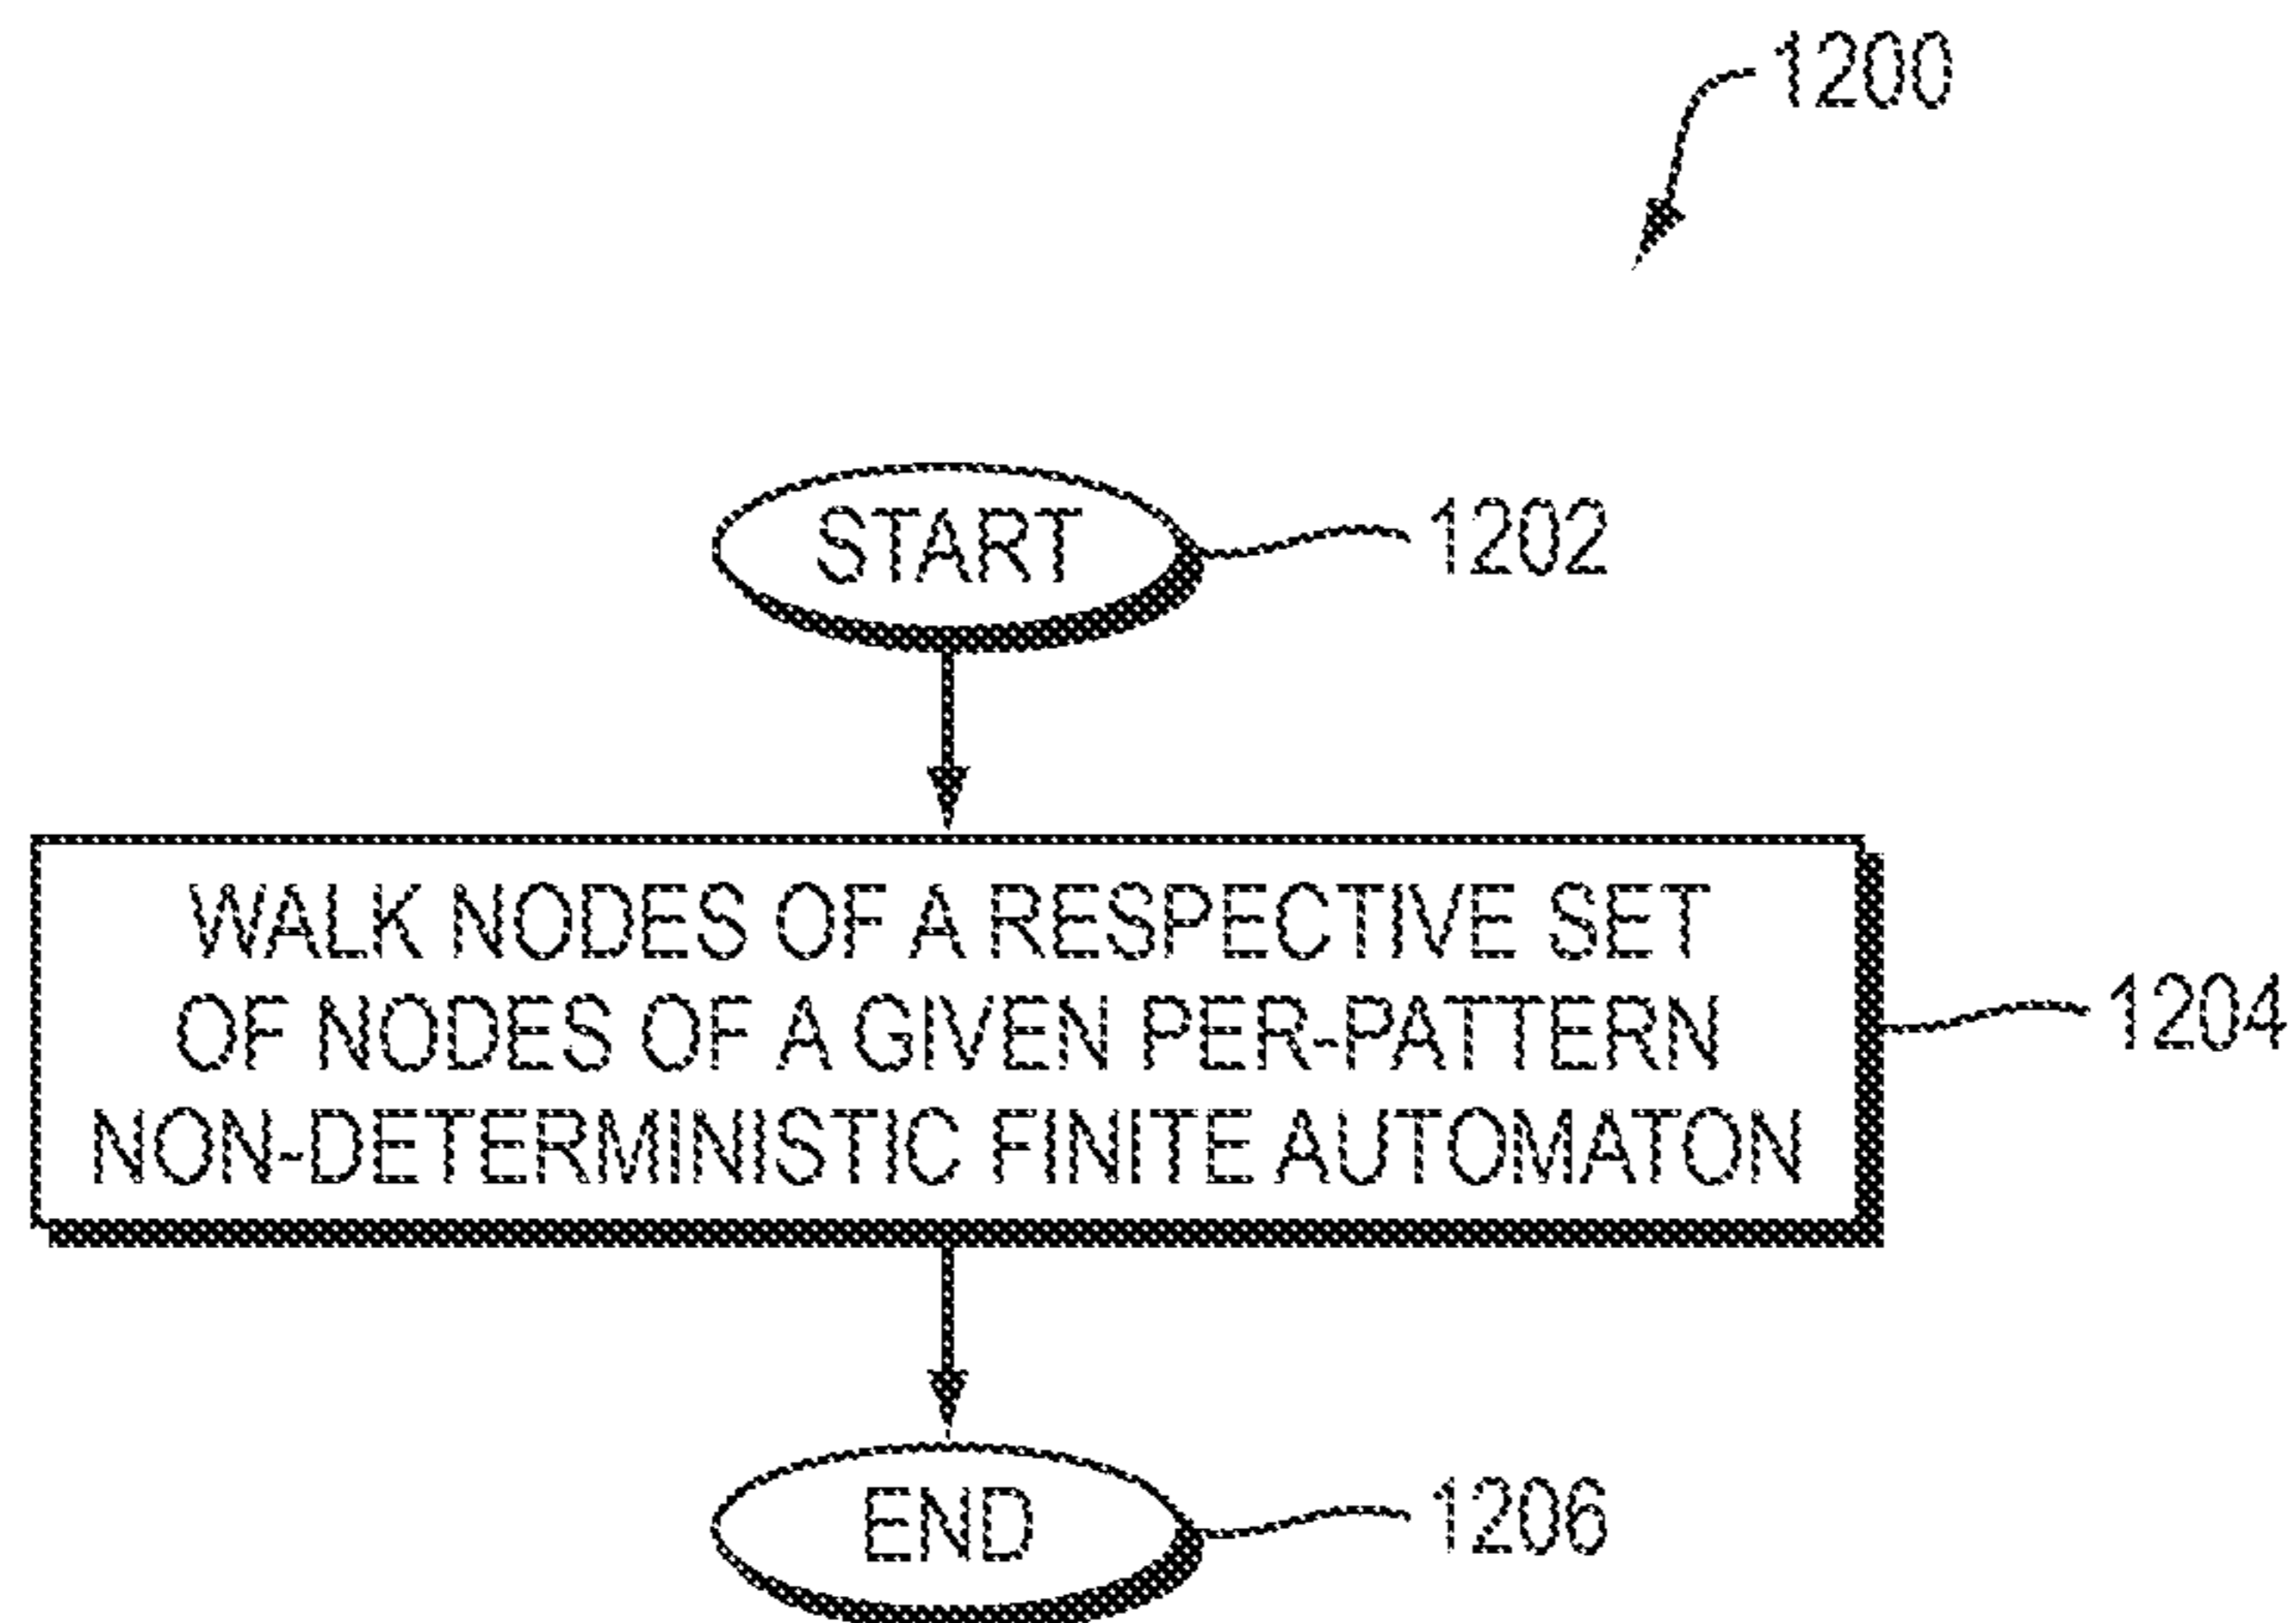 1200
START
1202
WALK NODES OF A RESPECTIVE SET
OF NODES OF A GIVEN PER-PATTERN
NON-DETERMINISTIC FINITE AUTOMATON
1204
END
1206